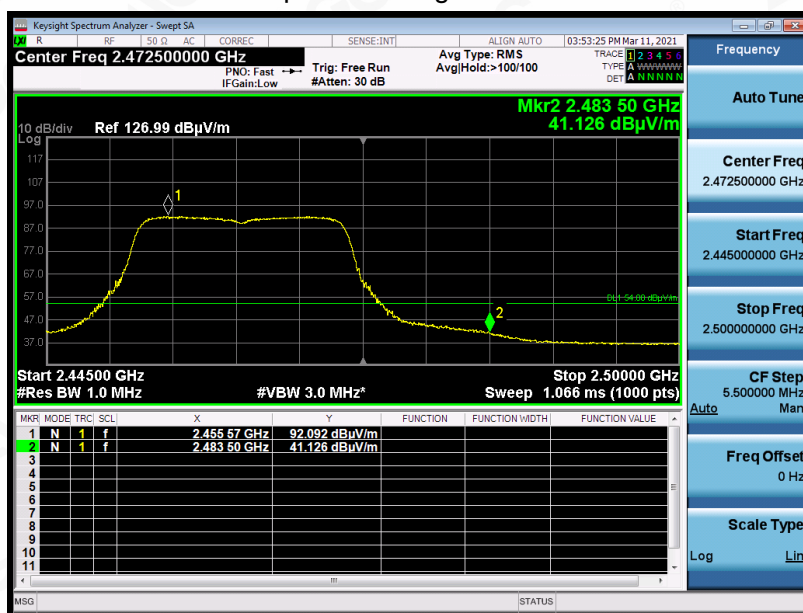 Keysight Spectrum Analyzer - Swept SA
LXI R RF 50 Ω AC CORREC SENSE:INT ALIGN AUTO 03:53:25 PM Mar 11, 2021
Center Freq 2.472500000 GHz
PNO: Fast
IFGain:Low
Trig: Free Run
#Atten: 30 dB
Avg Type: RMS
Avg|Hold:>100/100
TRACE 1 2 3 4 5 6
TYPE A WWWWW
DET A N N N N N
Mkr2 2.483 50 GHz
41.126 dBµV/m
10 dB/div Ref 126.99 dBµV/m
Log
117
107
97.0
87.0
77.0
67.0
57.0
47.0
37.0
1
2
DL1 54.00 dBµV/m
Start 2.44500 GHz
Stop 2.50000 GHz
#Res BW 1.0 MHz
#VBW 3.0 MHz*
Sweep 1.066 ms (1000 pts)
MKR MODE TRC SCL X Y FUNCTION FUNCTION WIDTH FUNCTION VALUE
1 N 1 f 2.455 57 GHz 92.092 dBµV/m
2 N 1 f 2.483 50 GHz 41.126 dBµV/m
3
4
5
6
7
8
9
10
11
MSG
STATUS
Frequency
Auto Tune
Center Freq
2.472500000 GHz
Start Freq
2.445000000 GHz
Stop Freq
2.500000000 GHz
CF Step
5.500000 MHz
Auto Man
Freq Offset
0 Hz
Scale Type
Log Lin